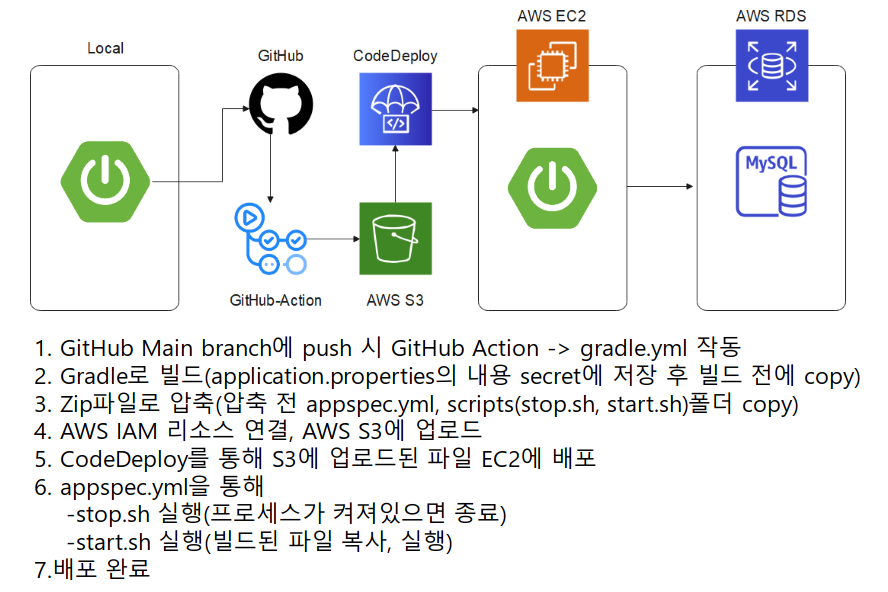 AWS EC2
AWS RDS
Local
GitHub
CodeDeploy
MySQL
GitHub-Action
AWS S3
1. GitHub Main branch에 push 시 GitHub Action -> gradle.yml 작동
2. Gradle로 빌드(application.properties의 내용 secret에 저장 후 빌드 전에 copy)
3. Zip파일로 압축(압축 전 appspec.yml, scripts(stop.sh, start.sh)폴더 copy)
4. AWS IAM 리소스 연결, AWS S3에 업로드
5. CodeDeploy를 통해 S3에 업로드된 파일 EC2에 배포
6. appspec.yml을 통해
-stop.sh 실행(프로세스가 켜져있으면 종료)
-start.sh 실행(빌드된 파일 복사, 실행)
7.배포 완료